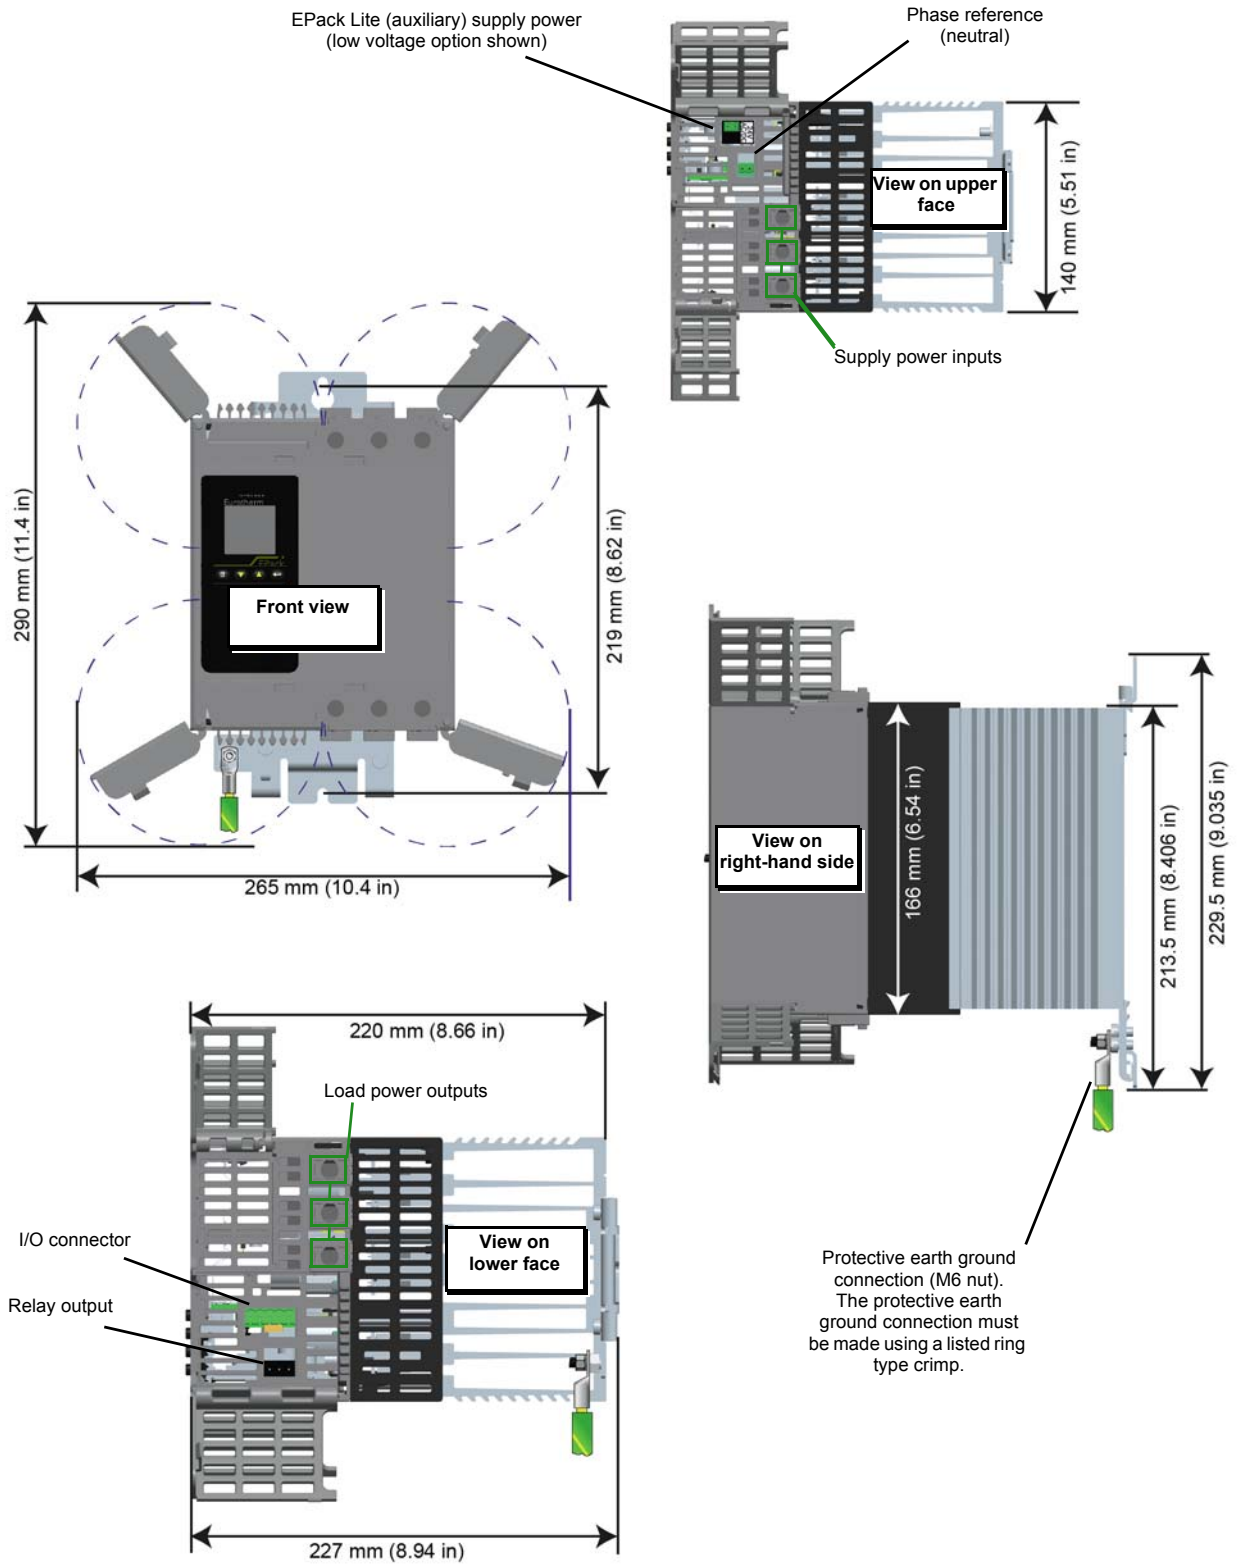 EPack Lite (auxiliary) supply power
(low voltage option shown)
Phase reference
(neutral)
View on upper
face
140 mm (5.51 in)
Supply power inputs
290 mm (11.4 in)
Eurotherm
EPack
Front view
219 mm (8.62 in)
265 mm (10.4 in)
View on
right-hand side
166 mm (6.54 in)
213.5 mm (8.406 in)
229.5 mm (9.035 in)
220 mm (8.66 in)
Load power outputs
I/O connector
Relay output
View on
lower face
Protective earth ground
connection (M6 nut).
The protective earth
ground connection must
be made using a listed ring
type crimp.
227 mm (8.94 in)